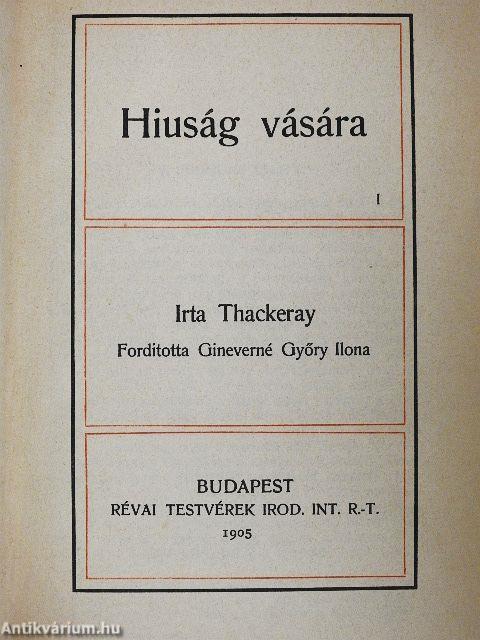 Hiuság vására
I
Irta Thackeray
Forditotta Gineverné Győry Ilona
BUDAPEST
RÉVAI TESTVÉREK IROD. INT. R.-T.
1905
Antikvárium.hu